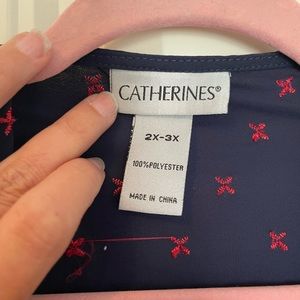 CATHERINES®
2X-3X
100%POLYESTER
MADE IN CHINA